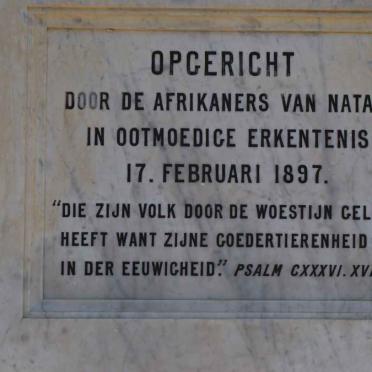 OPGERICHT
DOOR DE AFRIKANERS VAN NATA
IN OOTMOEDIGE ERKENTENIS
17. FEBRUARI 1897.
"DIE ZIJN VOLK DOOR DE WOESTIJN GEL
HEEFT WANT ZIJNE GOEDERTIERENHEID
IN DER EEUWIGHEID." PSALM CXXXVI. XVI